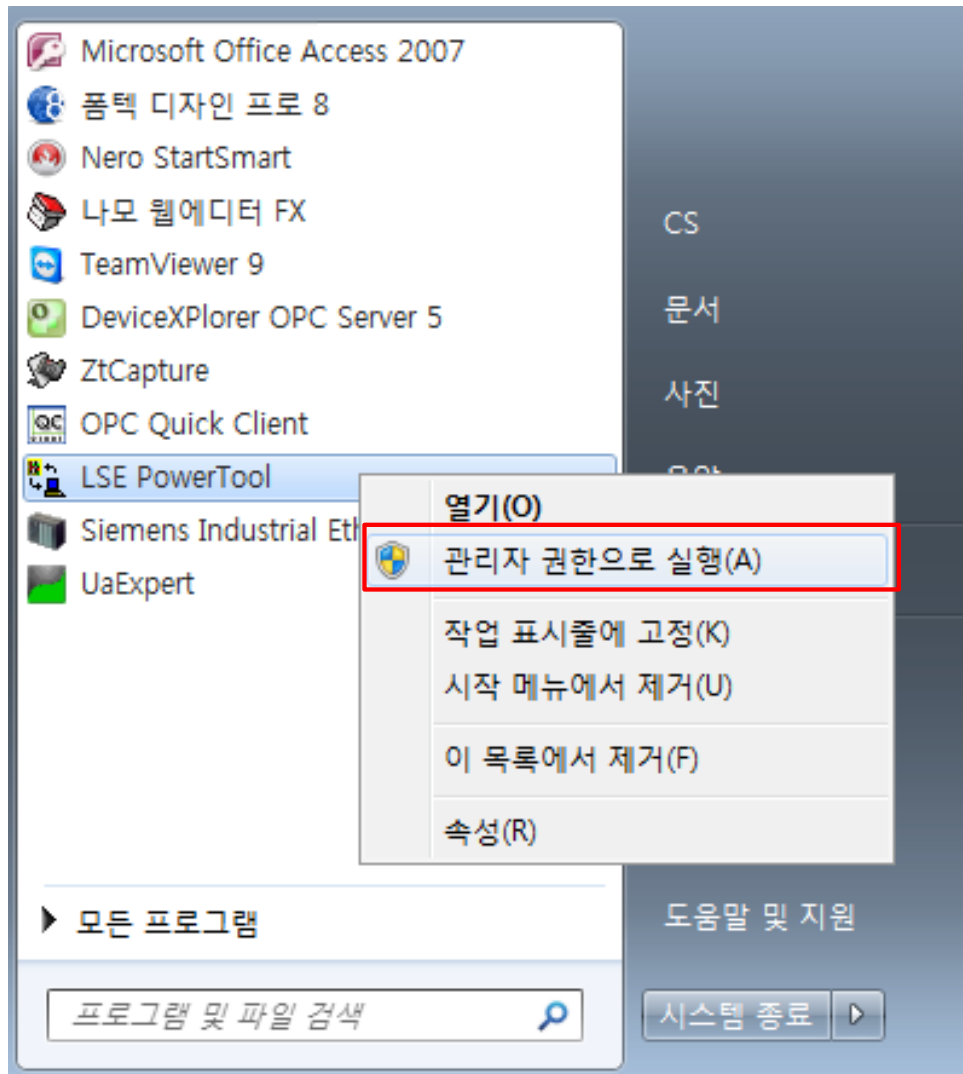 Microsoft Office Access 2007
폼텍 디자인 프로 8
Nero StartSmart
나모 웹에디터 FX
TeamViewer 9
DeviceXPlorer OPC Server 5
ZtCapture
OPC Quick Client
LSE PowerTool
Siemens Industrial Eth
UaExpert
모든 프로그램
프로그램 및 파일 검색
CS
문서
사진
도움말 및 지원
시스템 종료
열기(O)
관리자 권한으로 실행(A)
작업 표시줄에 고정(K)
시작 메뉴에서 제거(U)
이 목록에서 제거(F)
속성(R)